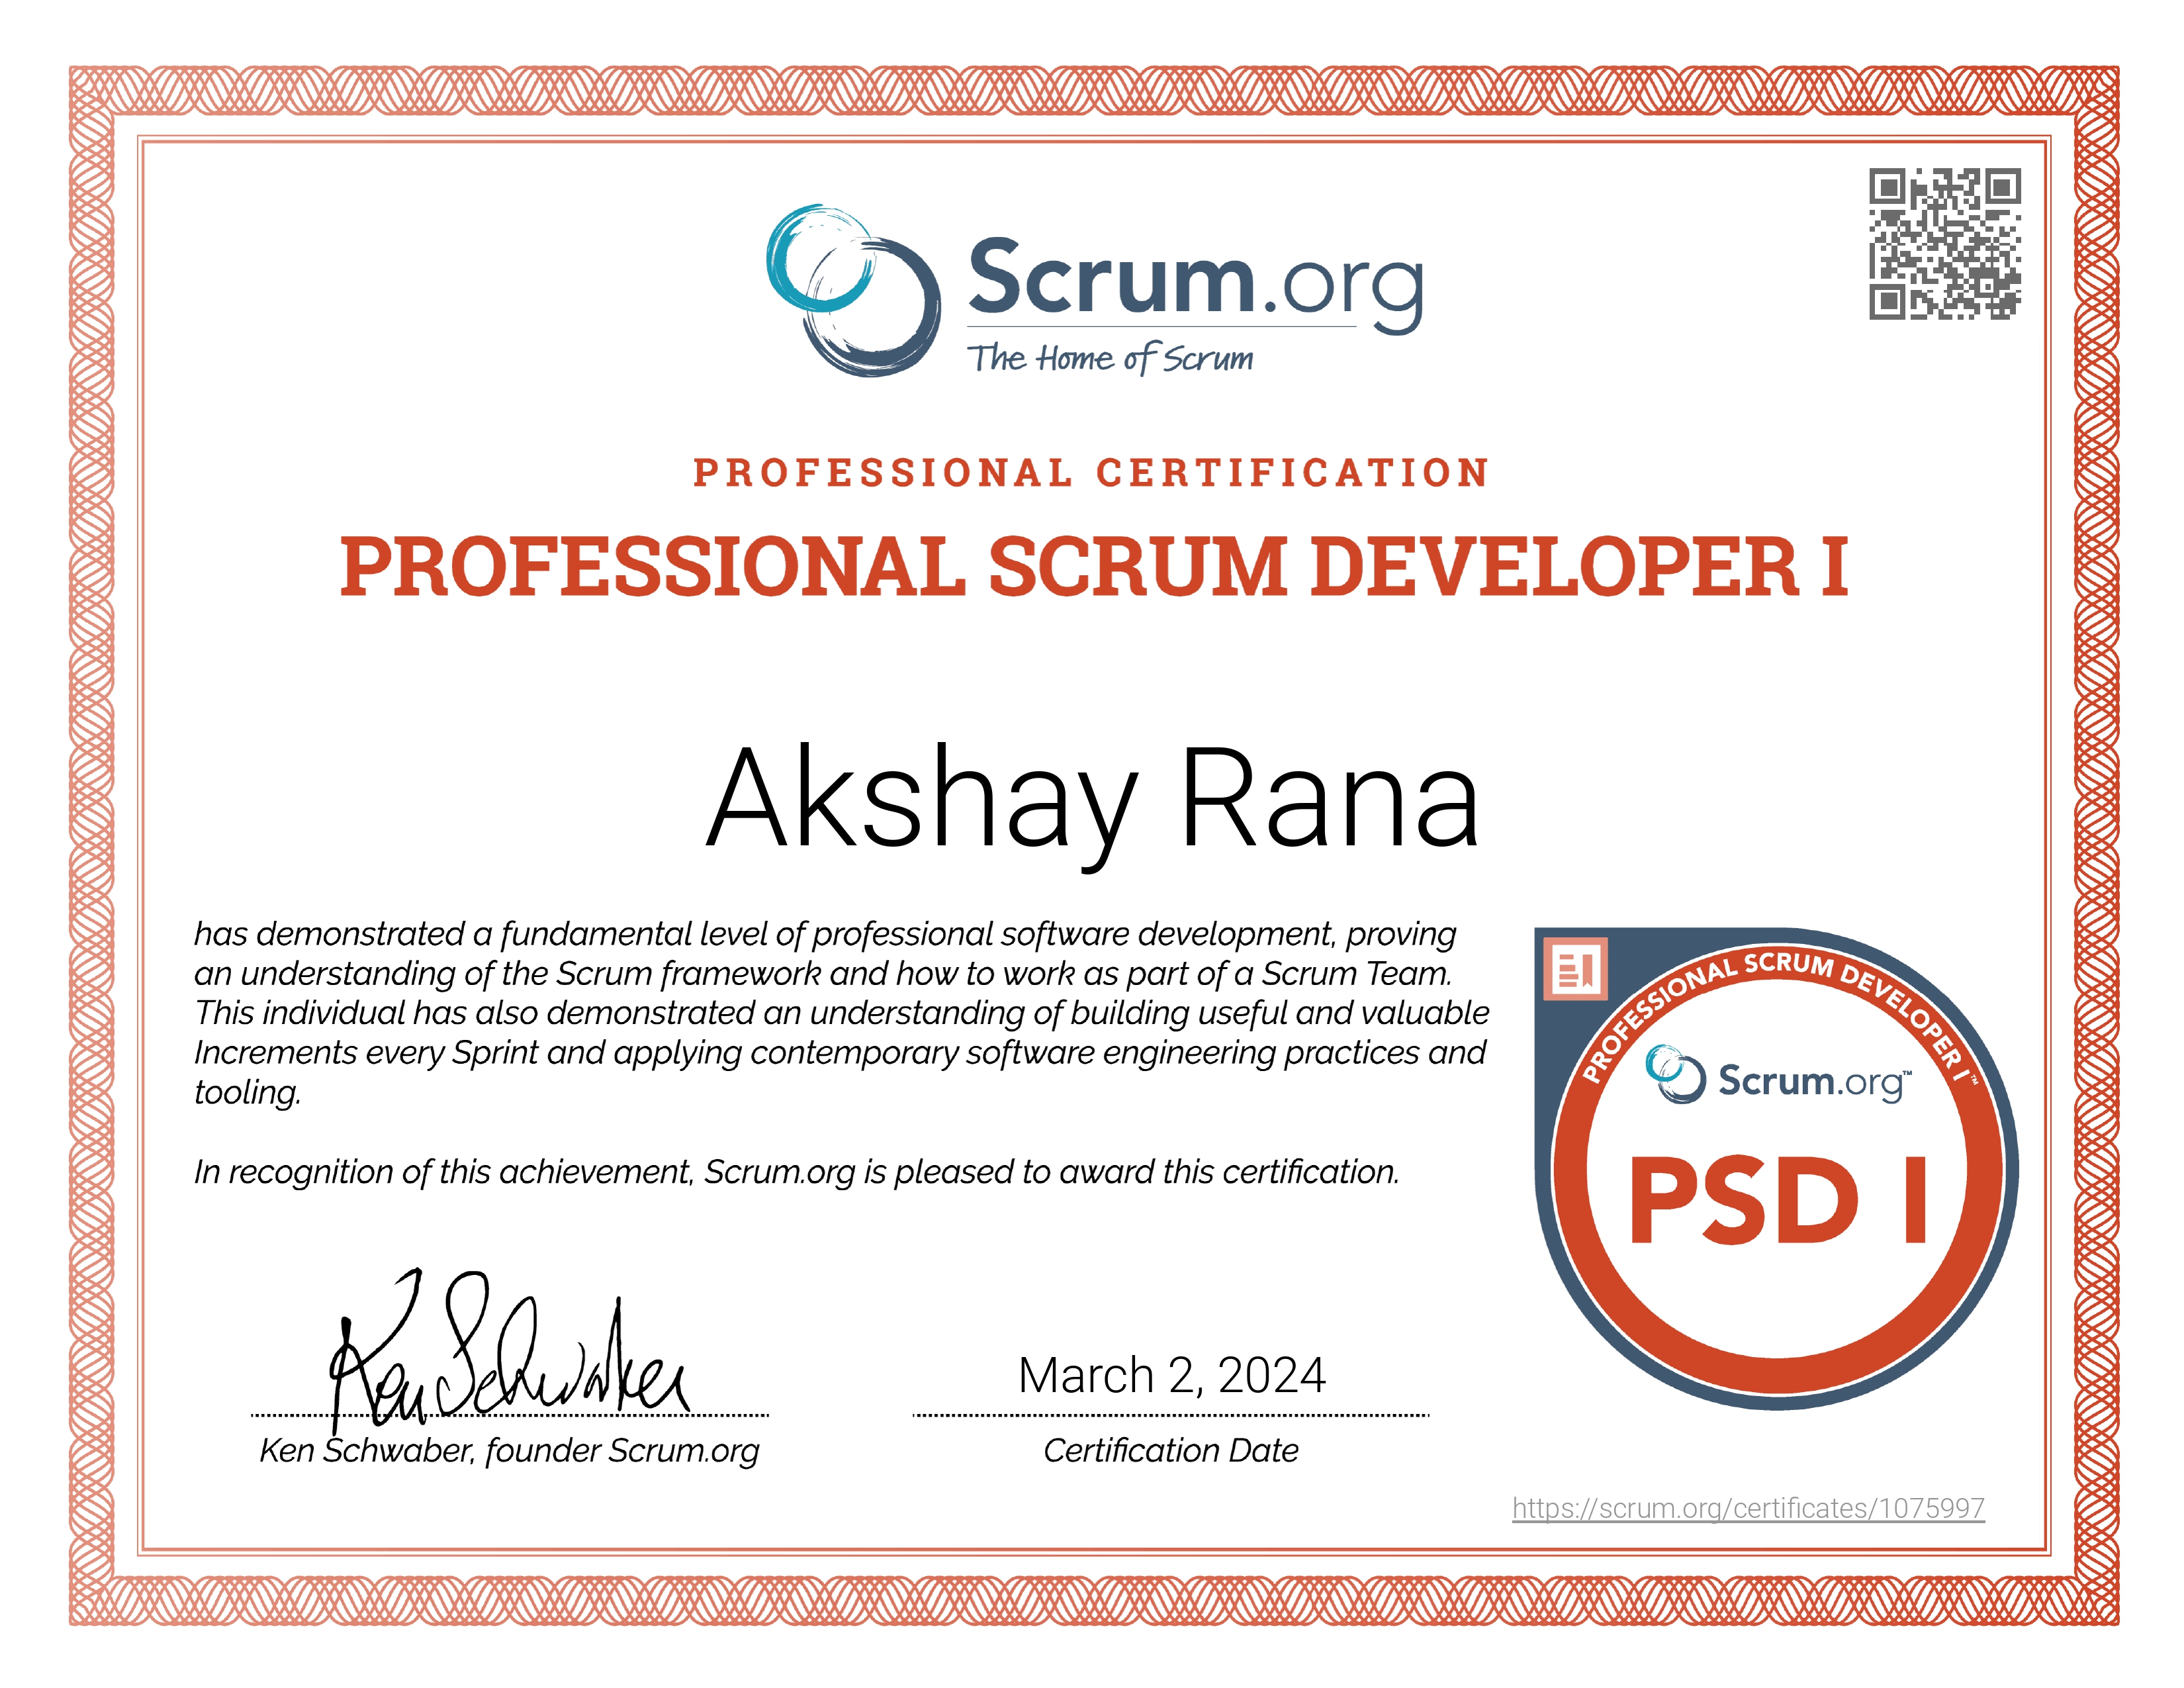 Scrum.org
The Home of Scrum
PROFESSIONAL CERTIFICATION
PROFESSIONAL SCRUM DEVELOPER I
Akshay Rana
has demonstrated a fundamental level of professional software development, proving
an understanding of the Scrum framework and how to work as part of a Scrum Team.
This individual has also demonstrated an understanding of building useful and valuable
Increments every Sprint and applying contemporary software engineering practices and
tooling.
In recognition of this achievement, Scrum.org is pleased to award this certification.
PROFESSIONAL SCRUM DEVELOPER I™
Scrum.org™
PSD I
Ken Schwaber
March 2, 2024
Ken Schwaber, founder Scrum.org
Certification Date
https://scrum.org/certificates/1075997